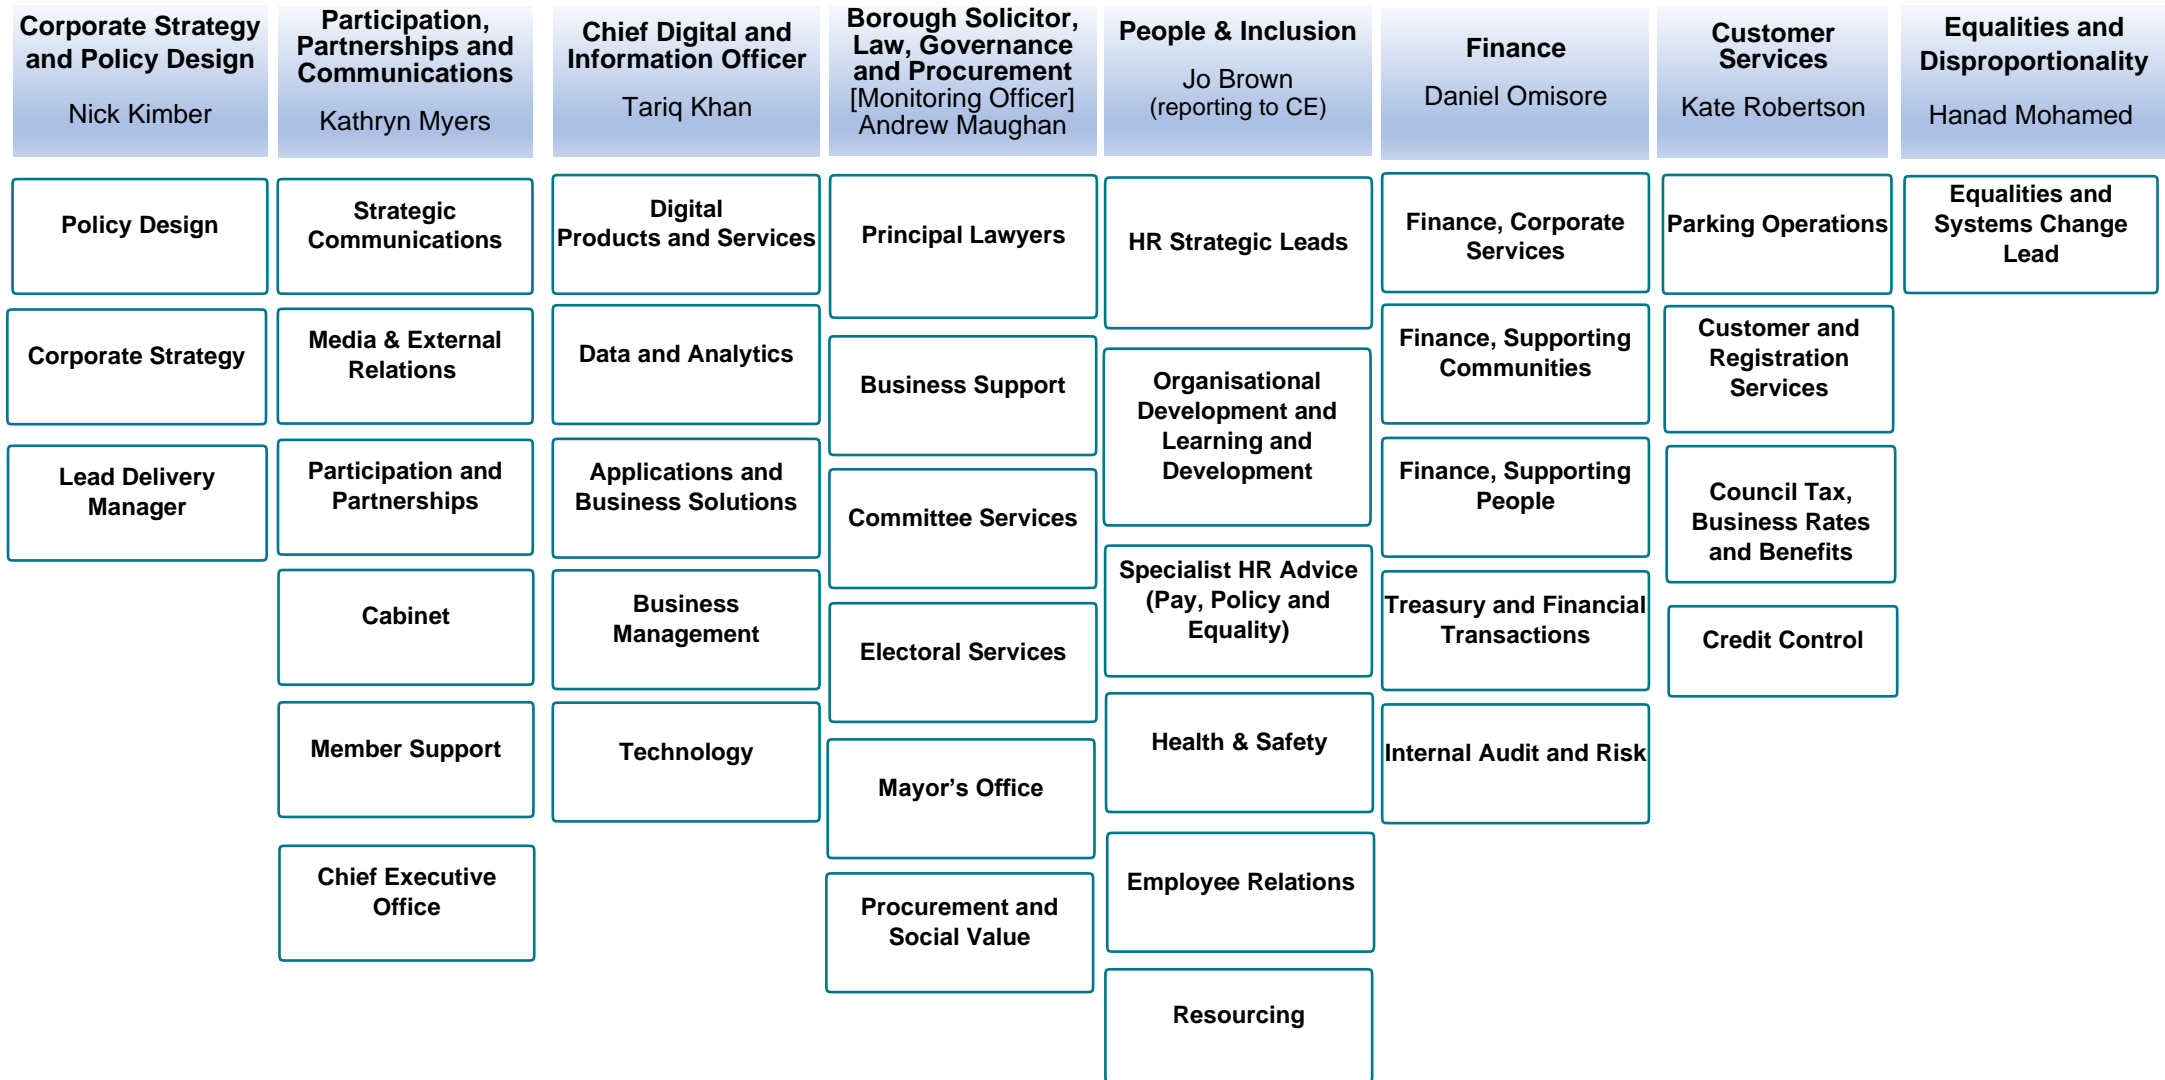 Corporate Strategy
and Policy Design
Nick Kimber
Policy Design
Corporate Strategy
Lead Delivery
Manager
Participation,
Partnerships and
Communications
Kathryn Myers
Strategic
Communications
Media & External
Relations
Participation and
Partnerships
Cabinet
Member Support
Chief Executive
Office
Chief Digital and
Information Officer
Tariq Khan
Digital
Products and Services
Data and Analytics
Applications and
Business Solutions
Business
Management
Technology
Borough Solicitor,
Law, Governance
and Procurement
[Monitoring Officer]
Andrew Maughan
Principal Lawyers
Business Support
Committee Services
Electoral Services
Mayor’s Office
Procurement and
Social Value
People & Inclusion
Jo Brown
(reporting to CE)
HR Strategic Leads
Organisational
Development and
Learning and
Development
Specialist HR Advice
(Pay, Policy and
Equality)
Health & Safety
Employee Relations
Resourcing
Finance
Daniel Omisore
Finance, Corporate
Services
Finance, Supporting
Communities
Finance, Supporting
People
Treasury and Financial
Transactions
Internal Audit and Risk
Customer
Services
Kate Robertson
Parking Operations
Customer and
Registration
Services
Council Tax,
Business Rates
and Benefits
Credit Control
Equalities and
Disproportionality
Hanad Mohamed
Equalities and
Systems Change
Lead